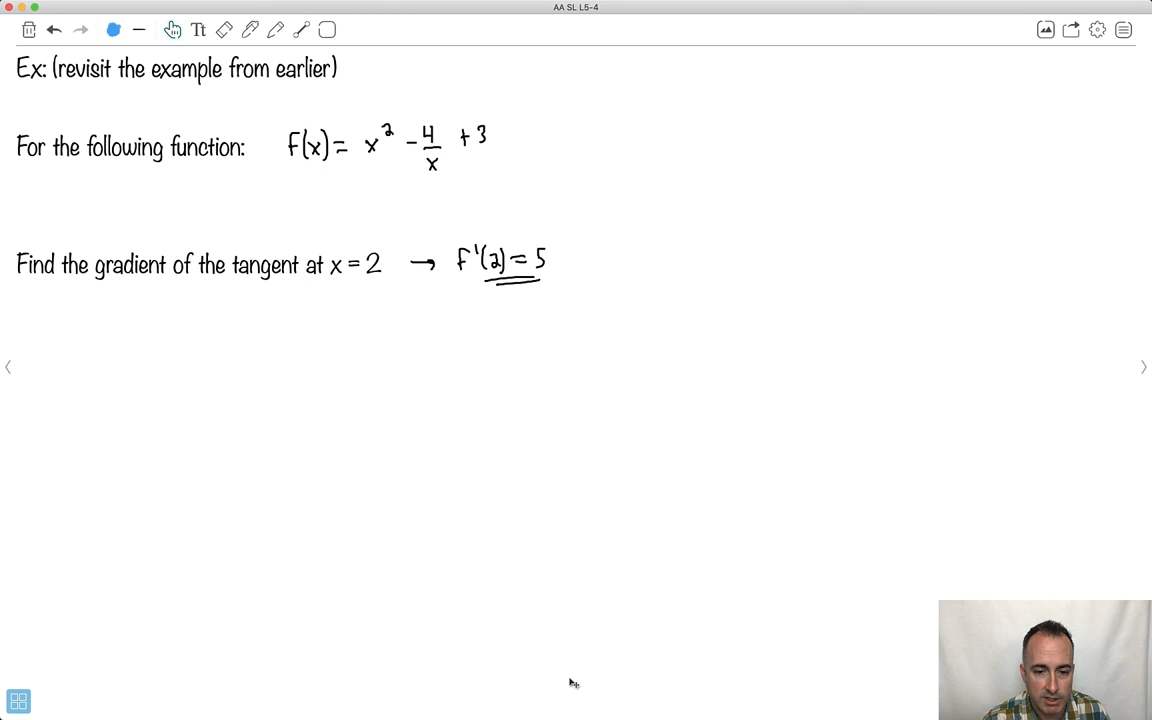 AA SL L5-4
Tt
Ex: (revisit the example from earlier)
For the following function: f(x) = x² - 4/x + 3
Find the gradient of the tangent at x = 2 → f'(2) = 5